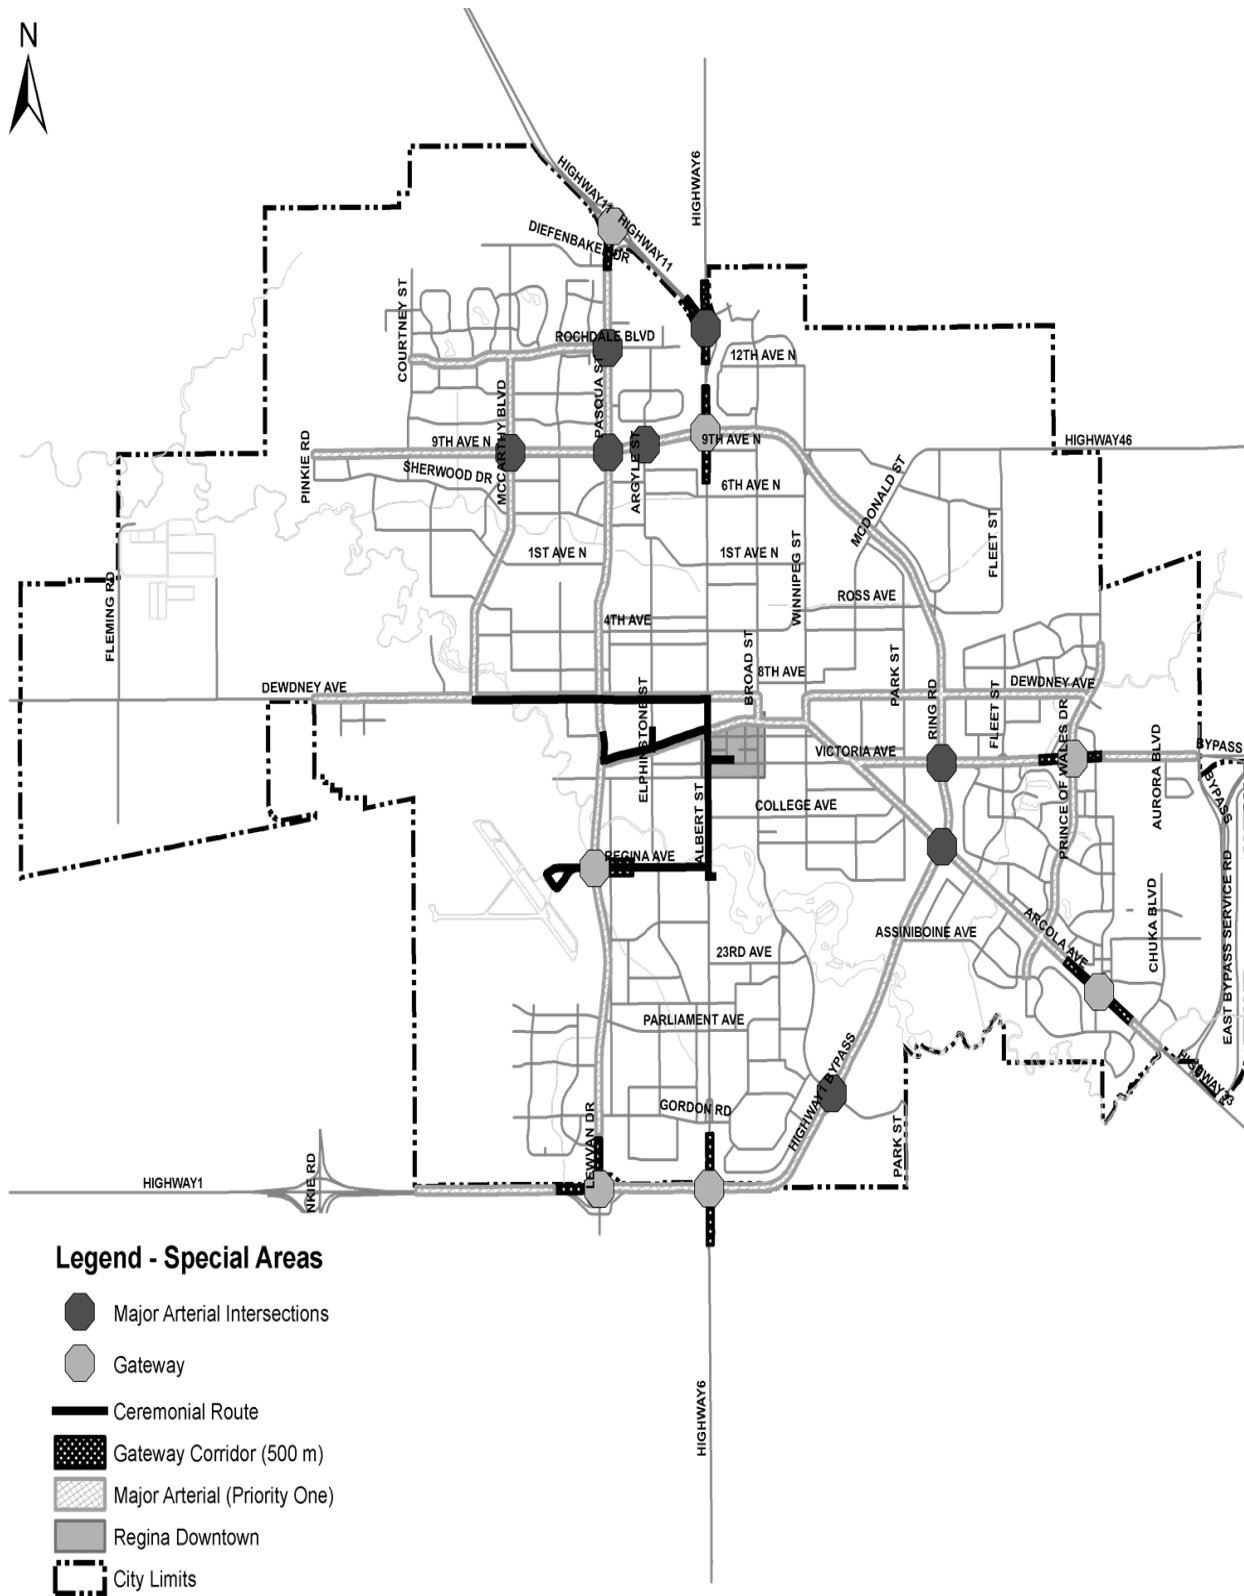 N
HIGHWAY11
HIGHWAY11
HIGHWAY6
DIEFENBAKER DR
COURTNEY ST
ROCHDALE BLVD
12TH AVE N
PASQUA ST
MCCARTHY BLVD
PINKIE RD
9TH AVE N
ARGYLE ST
9TH AVE N
HIGHWAY46
SHERWOOD DR
6TH AVE N
MCDONALD ST
FLEET ST
1ST AVE N
1ST AVE N
WINNIPEG ST
FLEMING RD
ROSS AVE
4TH AVE
BROAD ST
8TH AVE
PARK ST
DEWDNEY AVE
ELPHINSTONE ST
RING RD
FLEET ST
DEWDNEY AVE
PRINCE OF WALES DR
AURORA BLVD
VICTORIA AVE
BYPASS
BYPASS
ALBERT ST
COLLEGE AVE
REGINA AVE
EAST BYPASS SERVICE RD
CHUKA BLVD
ARCOLA AVE
ASSINIBOINE AVE
23RD AVE
PARLIAMENT AVE
HIGHWAY1 BYPASS
HIGHWAY33
GORDON RD
LEWVAN DR
PARK ST
HIGHWAY1
NKIE RD
HIGHWAY6
Legend - Special Areas
Major Arterial Intersections
Gateway
Ceremonial Route
Gateway Corridor (500 m)
Major Arterial (Priority One)
Regina Downtown
City Limits